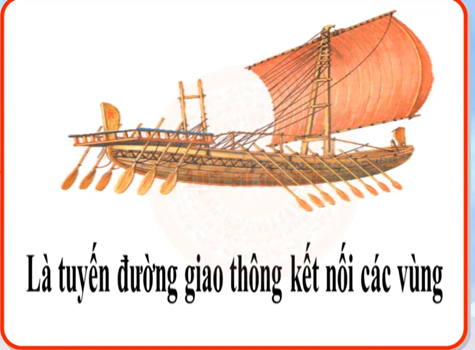 Là tuyến đường giao thông kết nối các vùng